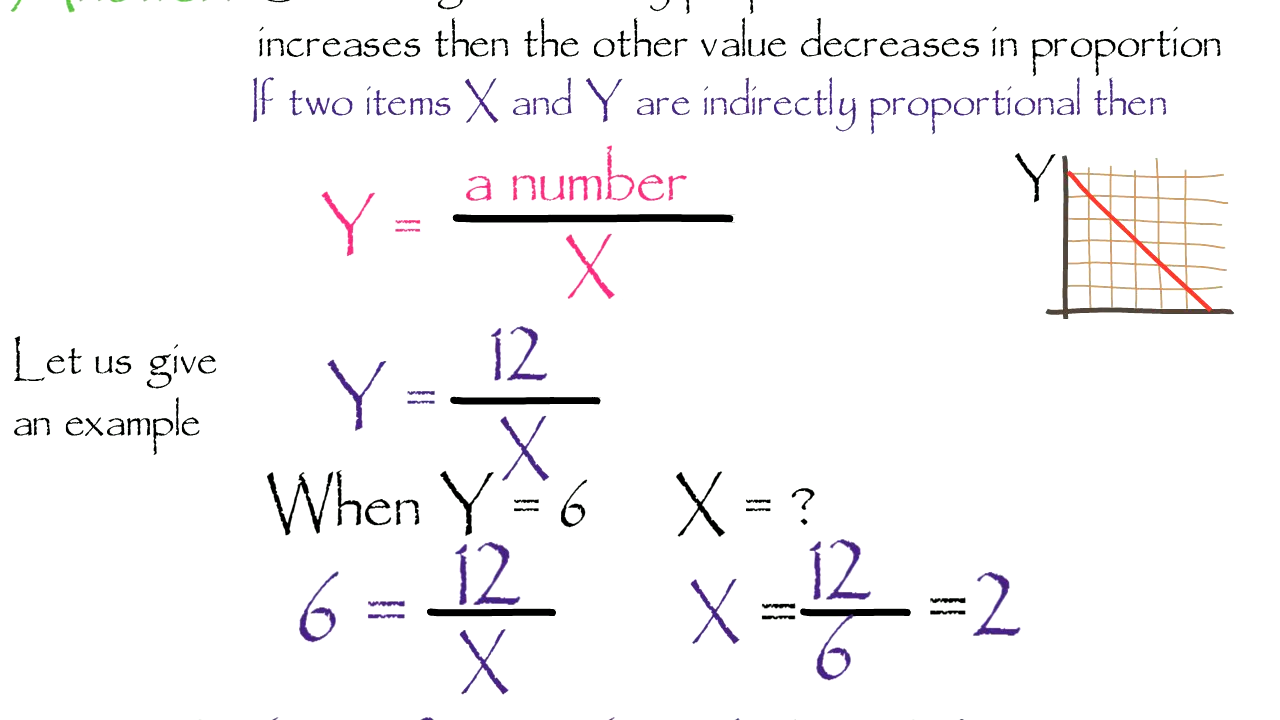 increases then the other value decreases in proportion
If two items X and Y are indirectly proportional then
Y = a number / X
Y
Let us give
an example
Y = 12 / X
When Y = 6 X = ?
6 = 12 / X X = 12 / 6 = 2